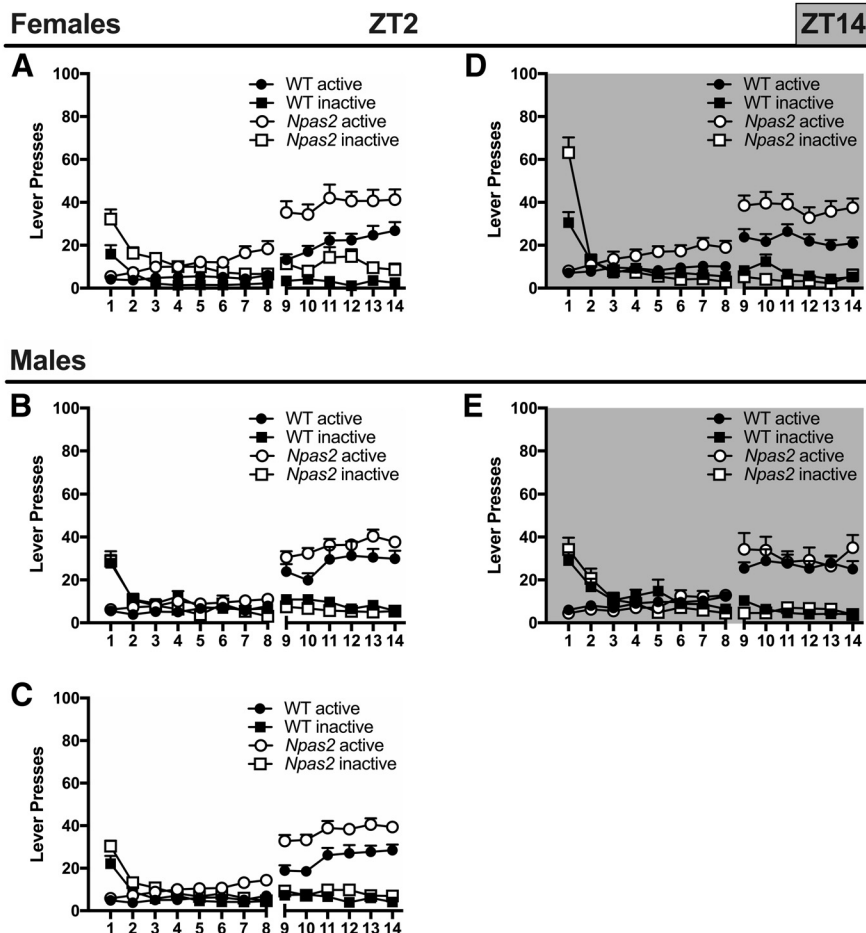 Females ZT2 ZT14
A
100
80
60
40
20
0
Lever Presses
WT active
WT inactive
Npas2 active
Npas2 inactive
1 2 3 4 5 6 7 8 9 10 11 12 13 14
D
100
80
60
40
20
0
Lever Presses
WT active
WT inactive
Npas2 active
Npas2 inactive
1 2 3 4 5 6 7 8 9 10 11 12 13 14
Males
B
100
80
60
40
20
0
Lever Presses
WT active
WT inactive
Npas2 active
Npas2 inactive
1 2 3 4 5 6 7 8 9 10 11 12 13 14
E
100
80
60
40
20
0
Lever Presses
WT active
WT inactive
Npas2 active
Npas2 inactive
1 2 3 4 5 6 7 8 9 10 11 12 13 14
C
100
80
60
40
20
0
Lever Presses
WT active
WT inactive
Npas2 active
Npas2 inactive
1 2 3 4 5 6 7 8 9 10 11 12 13 14